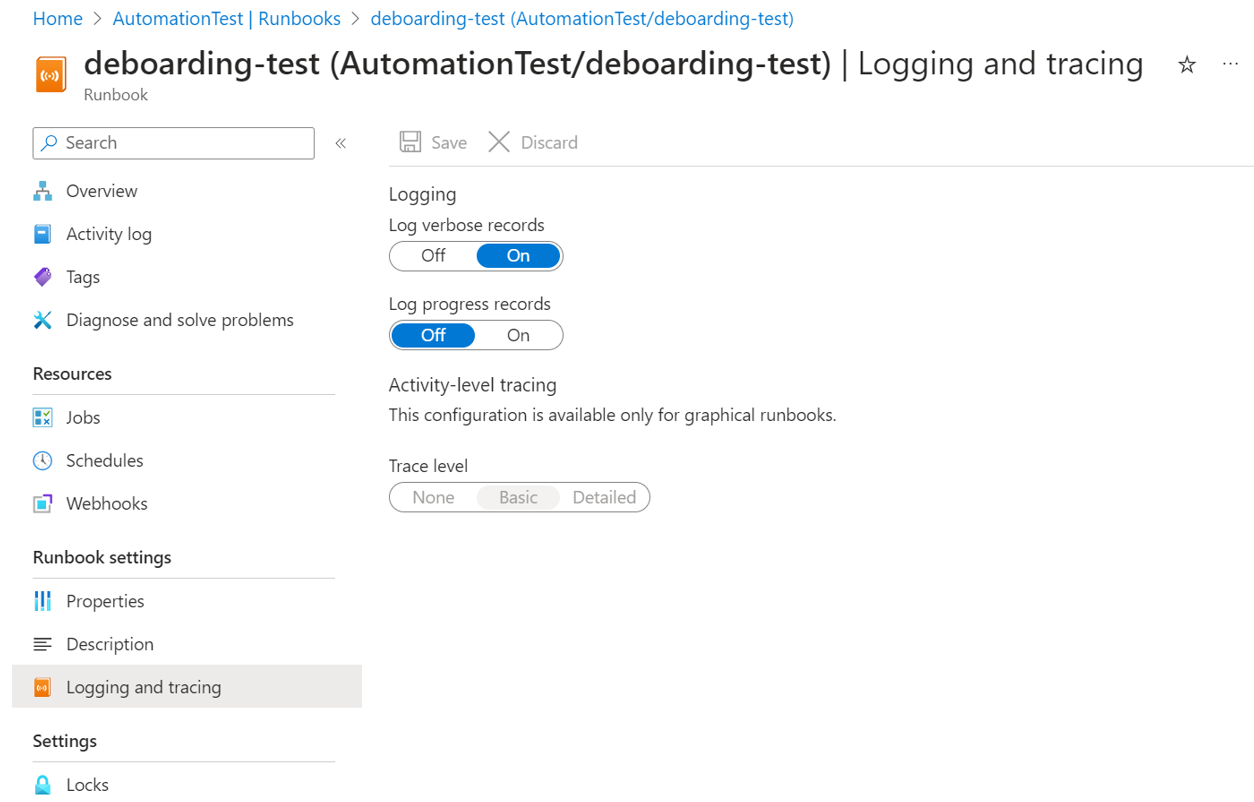 Home > AutomationTest | Runbooks > deboarding-test (AutomationTest/deboarding-test)
deboarding-test (AutomationTest/deboarding-test) | Logging and tracing
Runbook
Search
Overview
Activity log
Tags
Diagnose and solve problems
Resources
Jobs
Schedules
Webhooks
Runbook settings
Properties
Description
Logging and tracing
Settings
Locks
Save Discard
Logging
Log verbose records
Off On
Log progress records
Off On
Activity-level tracing
This configuration is available only for graphical runbooks.
Trace level
None Basic Detailed